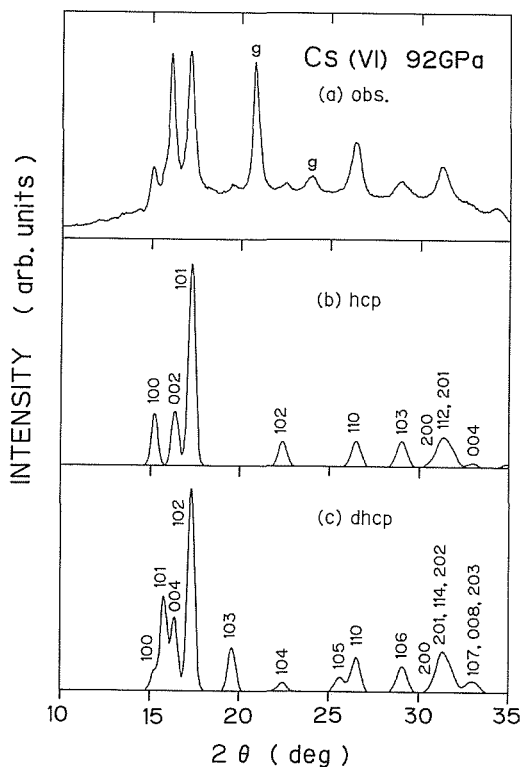 Cs (VI) 92GPa
(a) obs.
g
g
INTENSITY ( arb. units )
(b) hcp
100
002
101
102
110
103
200
112, 201
004
(c) dhcp
100
101
004
102
103
104
105
110
106
200
201, 114, 202
107, 008, 203
10 15 20 25 30 35
2 θ ( deg )